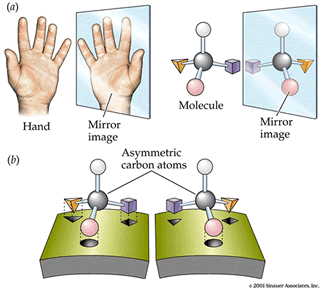 (a)
Hand
Mirror
image
Molecule
Mirror
image
(b)
Asymmetric
carbon atoms
© 2001 Sinauer Associates, Inc.